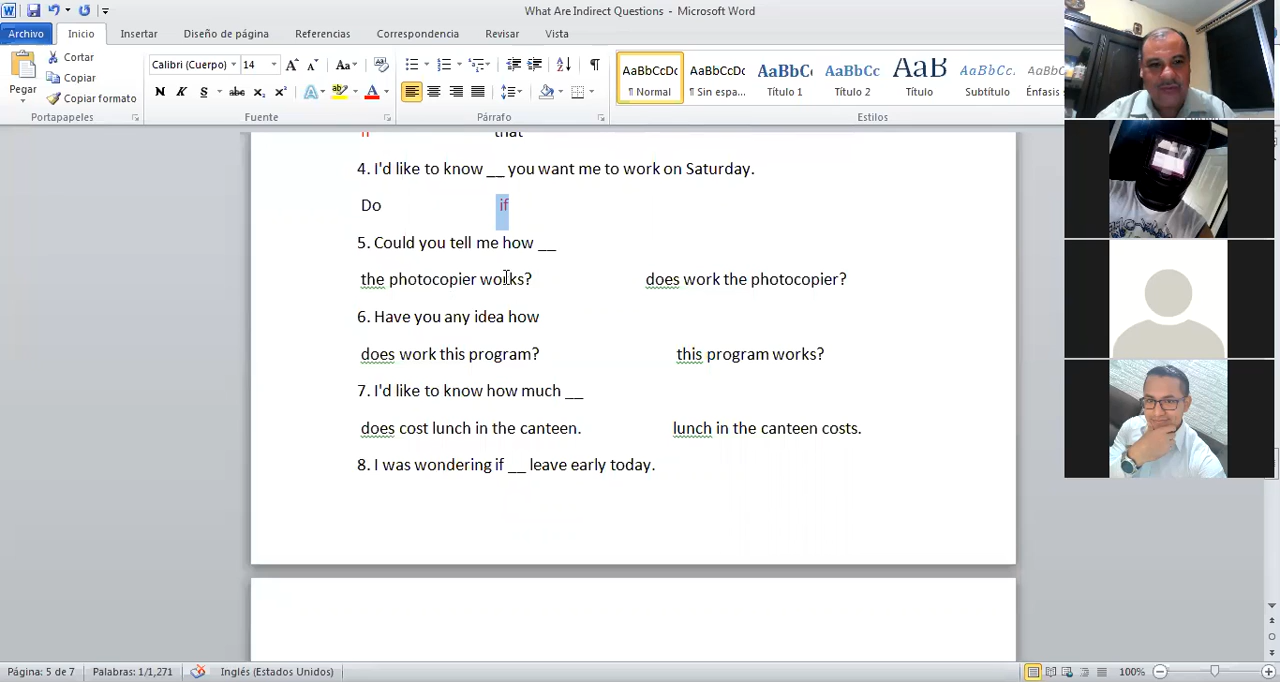 What Are Indirect Questions - Microsoft Word
Archivo Inicio Insertar Diseño de página Referencias Correspondencia Revisar Vista
Pegar
Cortar
Copiar
Copiar formato
Portapapeles
Calibri (Cuerpo) 14
Fuente
Párrafo
AaBbCcDc AaBbCcDc AaBbC AaBbCc AaB AaBbCc
Normal Sin espa... Título 1 Título 2 Título Subtítulo Énfasis
Estilos
that
4. I'd like to know __ you want me to work on Saturday.
Do if
5. Could you tell me how __
the photocopier works? does work the photocopier?
6. Have you any idea how
does work this program? this program works?
7. I'd like to know how much __
does cost lunch in the canteen. lunch in the canteen costs.
8. I was wondering if __ leave early today.
Página: 5 de 7 Palabras: 1/1,271 Inglés (Estados Unidos) 100%